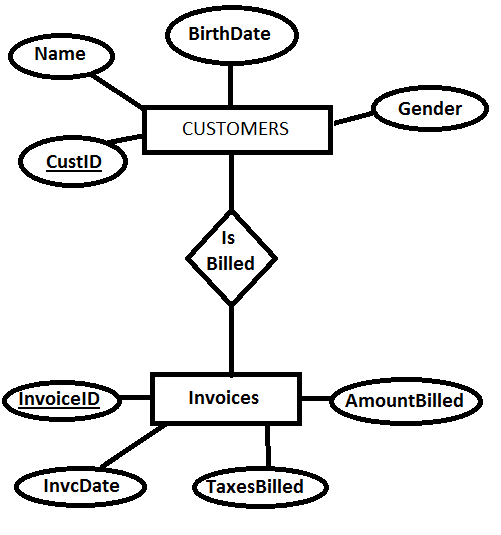 BirthDate
Name
Gender
CUSTOMERS
CustID
Is
Billed
InvoiceID
Invoices
AmountBilled
InvcDate
TaxesBilled